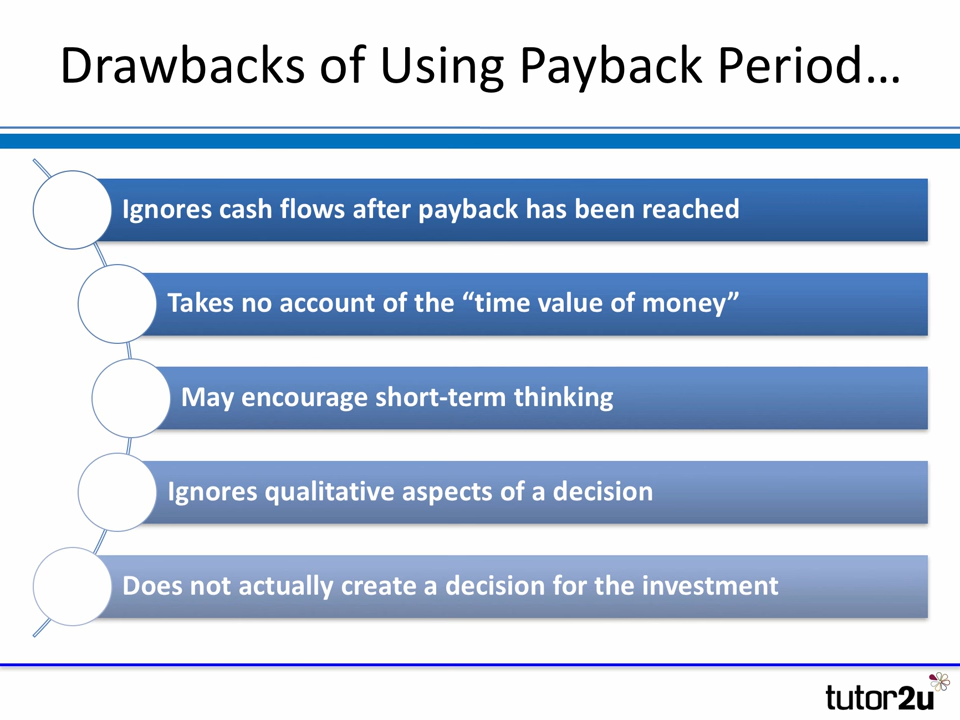 Drawbacks of Using Payback Period…
Ignores cash flows after payback has been reached
Takes no account of the “time value of money”
May encourage short-term thinking
Ignores qualitative aspects of a decision
Does not actually create a decision for the investment
tutor2u